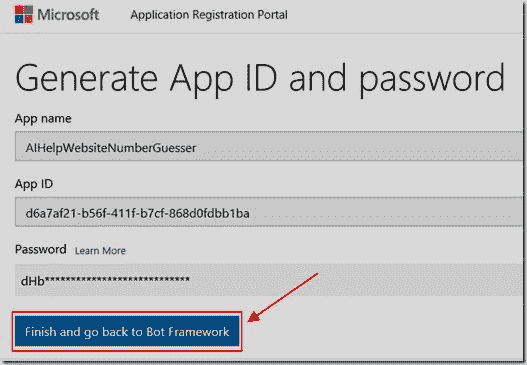 Microsoft Application Registration Portal
Generate App ID and password
App name
AIHelpWebsiteNumberGuesser
App ID
d6a7af21-b56f-411f-b7cf-868d0fdbb1ba
Password Learn More
dHb****************************
Finish and go back to Bot Framework